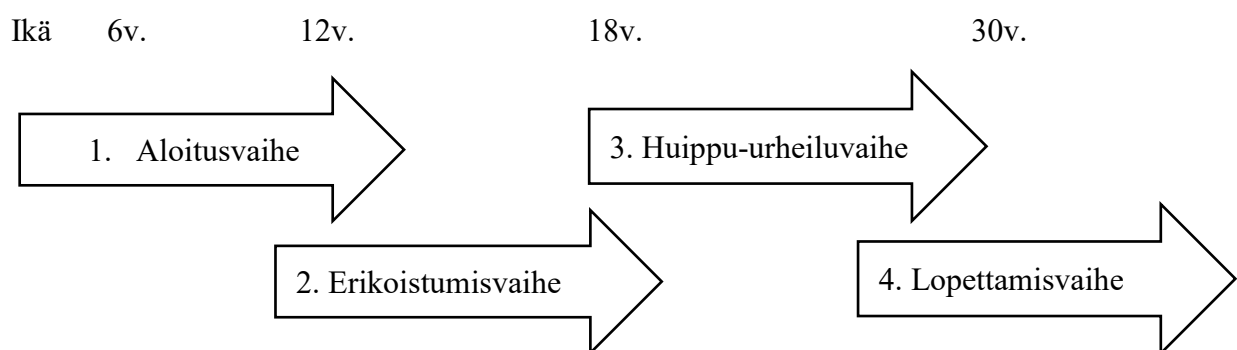 Ikä 6v. 12v. 18v. 30v.
1. Aloitusvaihe
3. Huippu-urheiluvaihe
2. Erikoistumisvaihe
4. Lopettamisvaihe